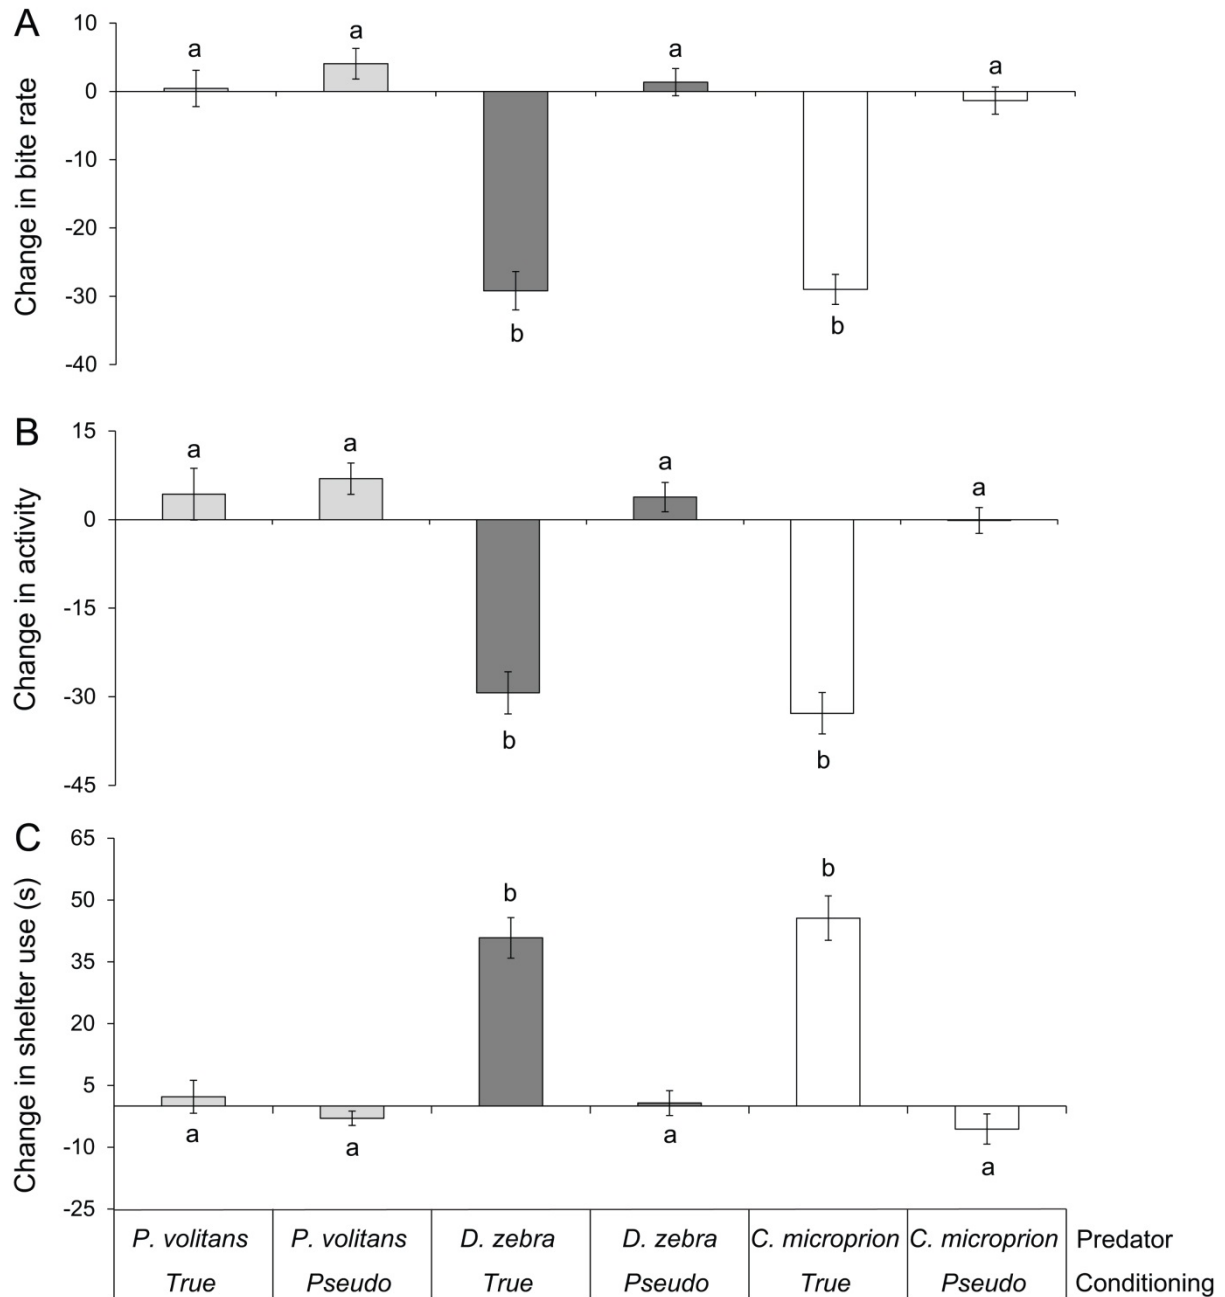 A
Change in bite rate
10
0
-10
-20
-30
-40
a
a
b
a
b
a
B
Change in activity
15
0
-15
-30
-45
a
a
b
a
b
a
C
Change in shelter use (s)
65
50
35
20
5
-10
-25
a
a
b
a
b
a
P. volitans P. volitans D. zebra D. zebra C. microprion C. microprion Predator
True Pseudo True Pseudo True Pseudo Conditioning